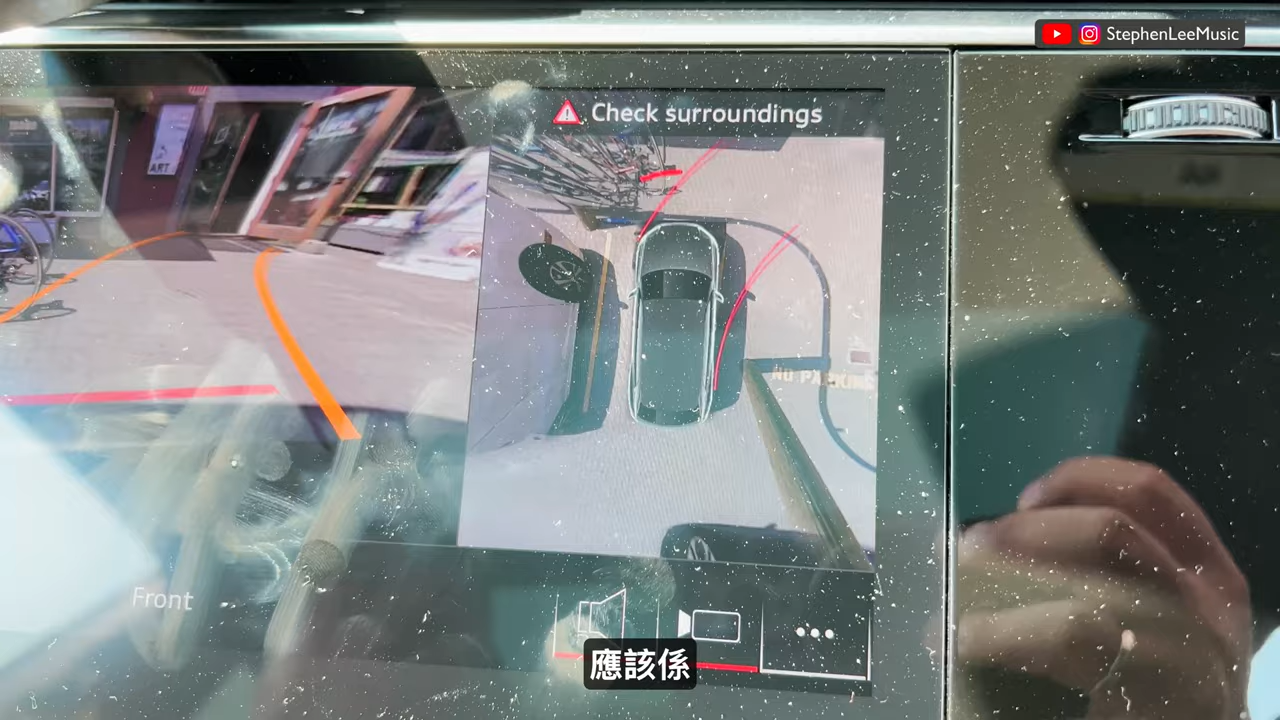 StephenLeeMusic
Check surroundings
ART
NO PARKING
Front
應該係